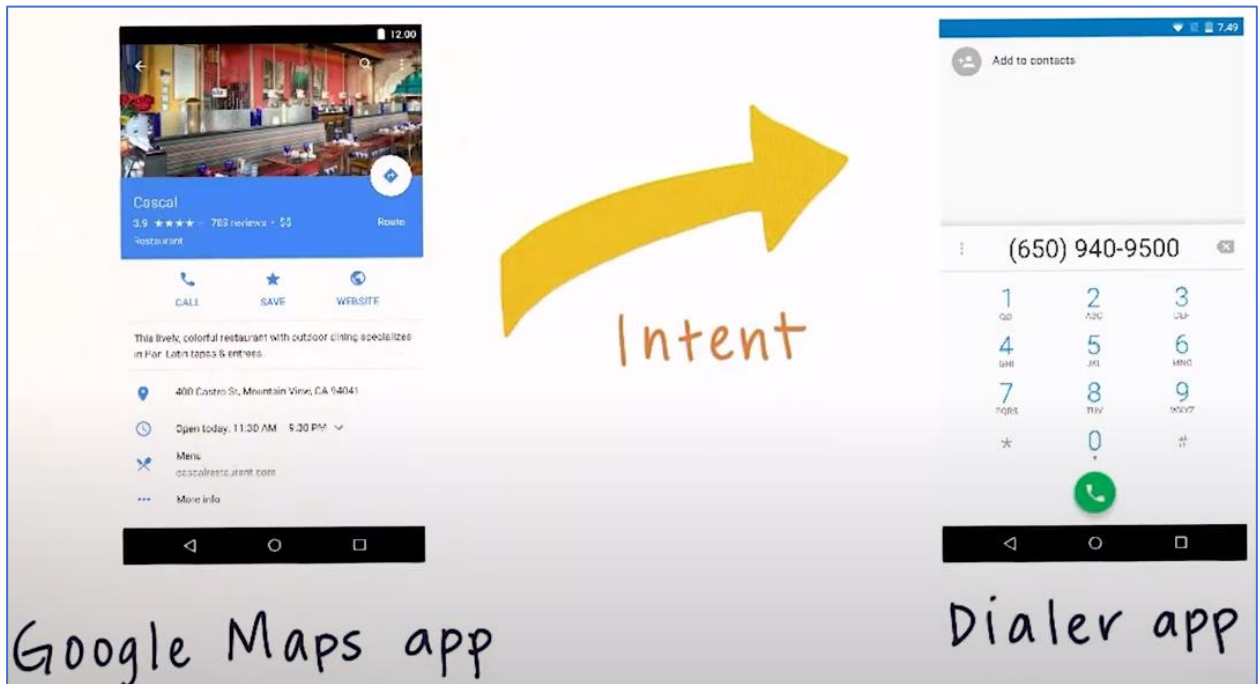 12.00
Cascal
3.9 ★★★★ 788 reviews • $$
Route
Restaurant
CALL SAVE WEBSITE
This lively, colorful restaurant with outdoor dining specializes
in Pan Latin tapas & entrees.
400 Castro St, Mountain View, CA 94041
Open today: 11:30 AM – 9:30 PM
Menu
cascalrestaurant.com
More info
Google Maps app
Intent
7:49
Add to contacts
(650) 940-9500
1 2 3
ABC DEF
4 5 6
GHI JKL MNO
7 8 9
PQRS TUV WXYZ
* 0 #
+
Dialer app